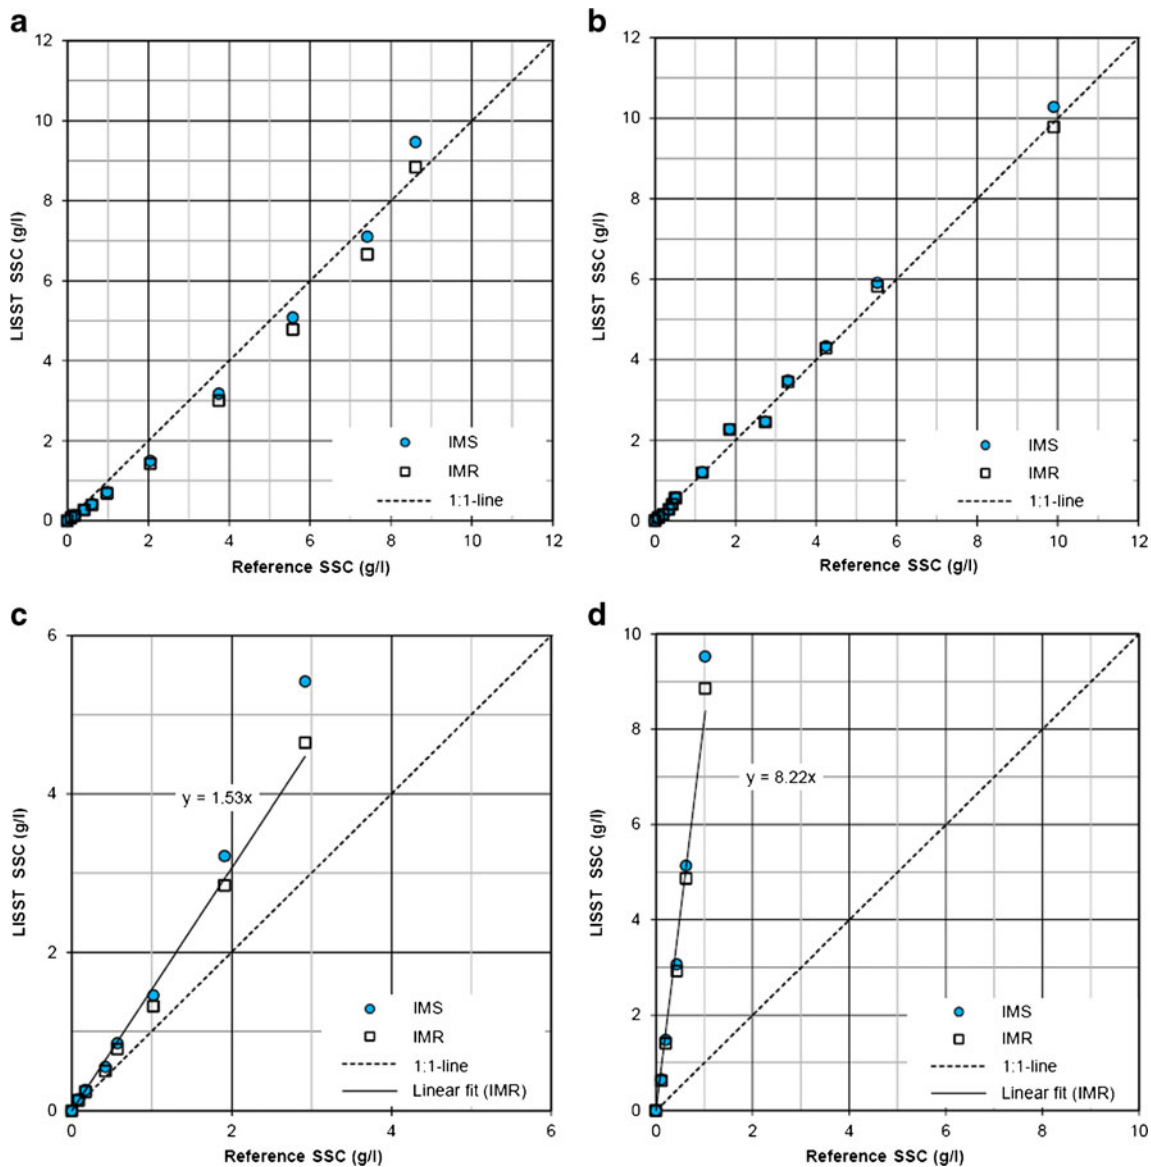 a
12
10
8
6
4
2
0
LISST SSC (g/l)
IMS
IMR
1:1-line
0 2 4 6 8 10 12
Reference SSC (g/l)
b
12
10
8
6
4
2
0
LISST SSC (g/l)
IMS
IMR
1:1-line
0 2 4 6 8 10 12
Reference SSC (g/l)
c
6
4
2
0
LISST SSC (g/l)
y = 1.53x
IMS
IMR
1:1-line
Linear fit (IMR)
0 2 4 6
Reference SSC (g/l)
d
10
8
6
4
2
0
LISST SSC (g/l)
y = 8.22x
IMS
IMR
1:1-line
Linear fit (IMR)
0 2 4 6 8 10
Reference SSC (g/l)